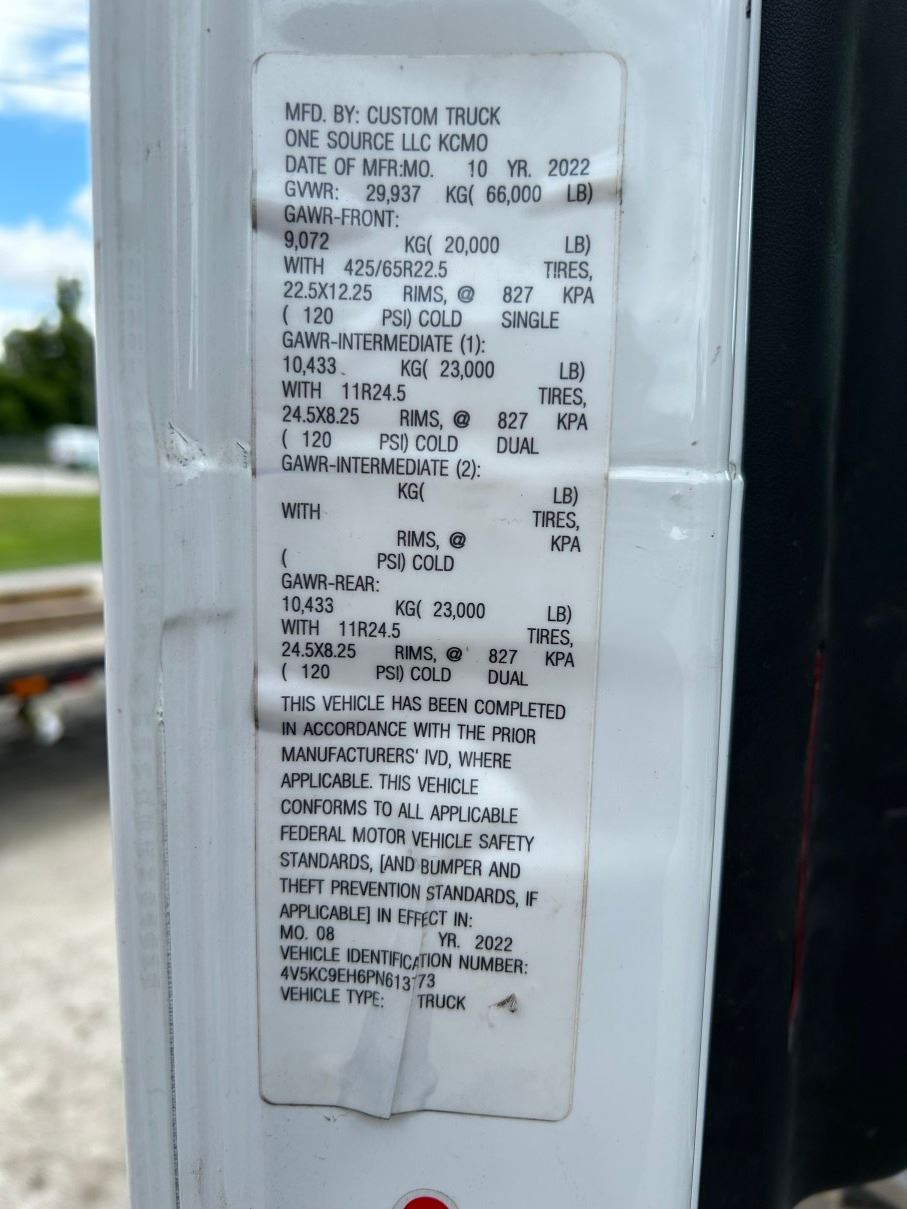 MFD. BY: CUSTOM TRUCK
ONE SOURCE LLC KCMO
DATE OF MFR:MO. 10 YR. 2022
GVWR: 29,937 KG( 66,000 LB)
GAWR-FRONT:
9,072 KG( 20,000 LB)
WITH 425/65R22.5 TIRES,
22.5X12.25 RIMS, @ 827 KPA
( 120 PSI) COLD SINGLE
GAWR-INTERMEDIATE (1):
10,433 KG( 23,000 LB)
WITH 11R24.5 TIRES,
24.5X8.25 RIMS, @ 827 KPA
( 120 PSI) COLD DUAL
GAWR-INTERMEDIATE (2):
KG( LB)
WITH TIRES,
RIMS, @ KPA
( PSI) COLD
GAWR-REAR:
10,433 KG( 23,000 LB)
WITH 11R24.5 TIRES,
24.5X8.25 RIMS, @ 827 KPA
( 120 PSI) COLD DUAL
THIS VEHICLE HAS BEEN COMPLETED
IN ACCORDANCE WITH THE PRIOR
MANUFACTURERS' IVD, WHERE
APPLICABLE. THIS VEHICLE
CONFORMS TO ALL APPLICABLE
FEDERAL MOTOR VEHICLE SAFETY
STANDARDS, [AND BUMPER AND
THEFT PREVENTION STANDARDS, IF
APPLICABLE] IN EFFECT IN:
MO. 08 YR. 2022
VEHICLE IDENTIFICATION NUMBER:
VEHICLE TYPE: TRUCK